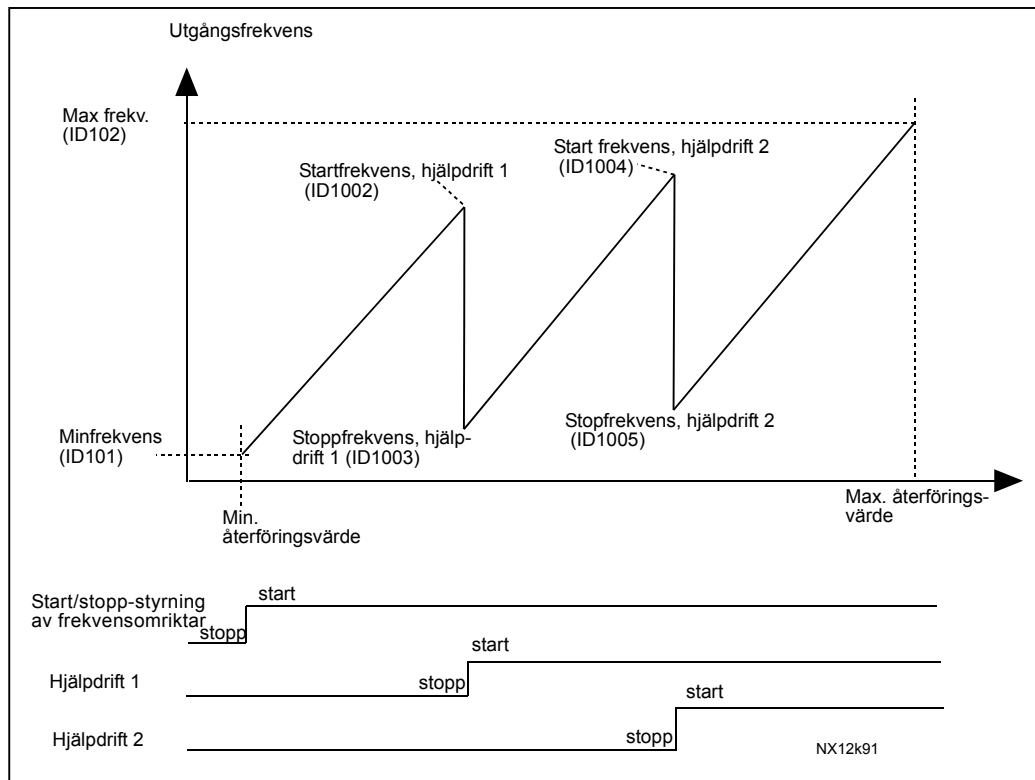 Utgångsfrekvens
Max frekv.
(ID102)
Startfrekvens, hjälpdrift 1
(ID1002)
Start frekvens, hjälpdrift 2
(ID1004)
Minfrekvens
(ID101)
Stoppfrekvens, hjälp-
drift 1 (ID1003)
Stopfrekvens, hjälpdrift 2
(ID1005)
Min.
återföringsvärde
Max. återförings-
värde
Start/stopp-styrning
av frekvensomriktar
stopp
start
Hjälpdrift 1
stopp
start
Hjälpdrift 2
stopp
start
NX12k91